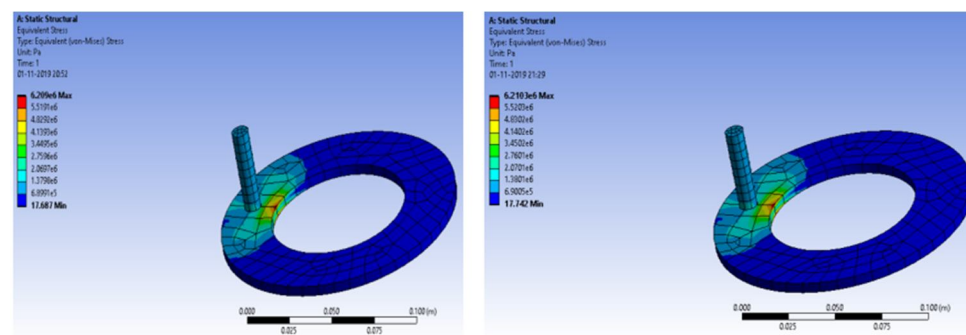 A: Static Structural
Equivalent Stress
Type: Equivalent (von-Mises) Stress
Unit: Pa
Time: 1
01-11-2019 20:52
6.209e6 Max
5.5191e6
4.8292e6
4.1393e6
3.4495e6
2.7596e6
2.0697e6
1.3798e6
6.8991e5
17.687 Min
0.000 0.050 0.100 (m)
0.025 0.075
A: Static Structural
Equivalent Stress
Type: Equivalent (von-Mises) Stress
Unit: Pa
Time: 1
01-11-2019 21:29
6.2103e6 Max
5.5203e6
4.8302e6
4.1402e6
3.4502e6
2.7601e6
2.0701e6
1.3801e6
6.9005e5
17.742 Min
0.000 0.050 0.100 (m)
0.025 0.075